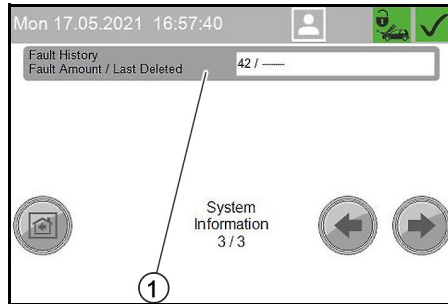 Mon 17.05.2021 16:57:40
Fault History
Fault Amount / Last Deleted
42 / -------
System
Information
3 / 3
1